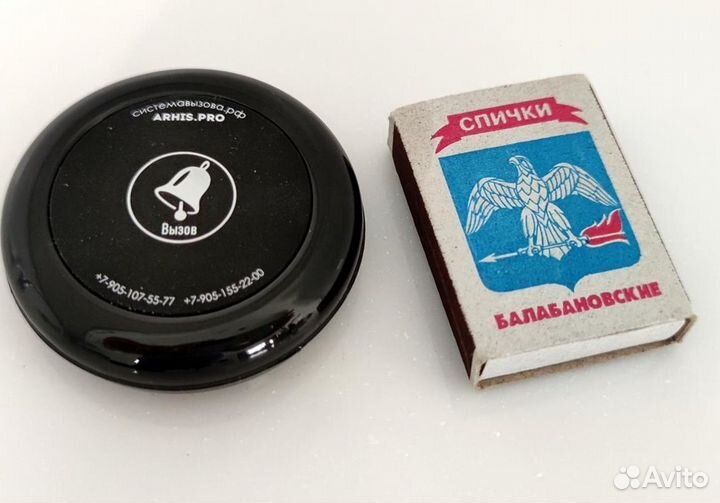 системавызова.рф
ARHIS.PRO
Вызов
+7-905-107-55-77 +7-905-155-22-00
СПИЧКИ
БАЛАБАНОВСКИЕ
Avito